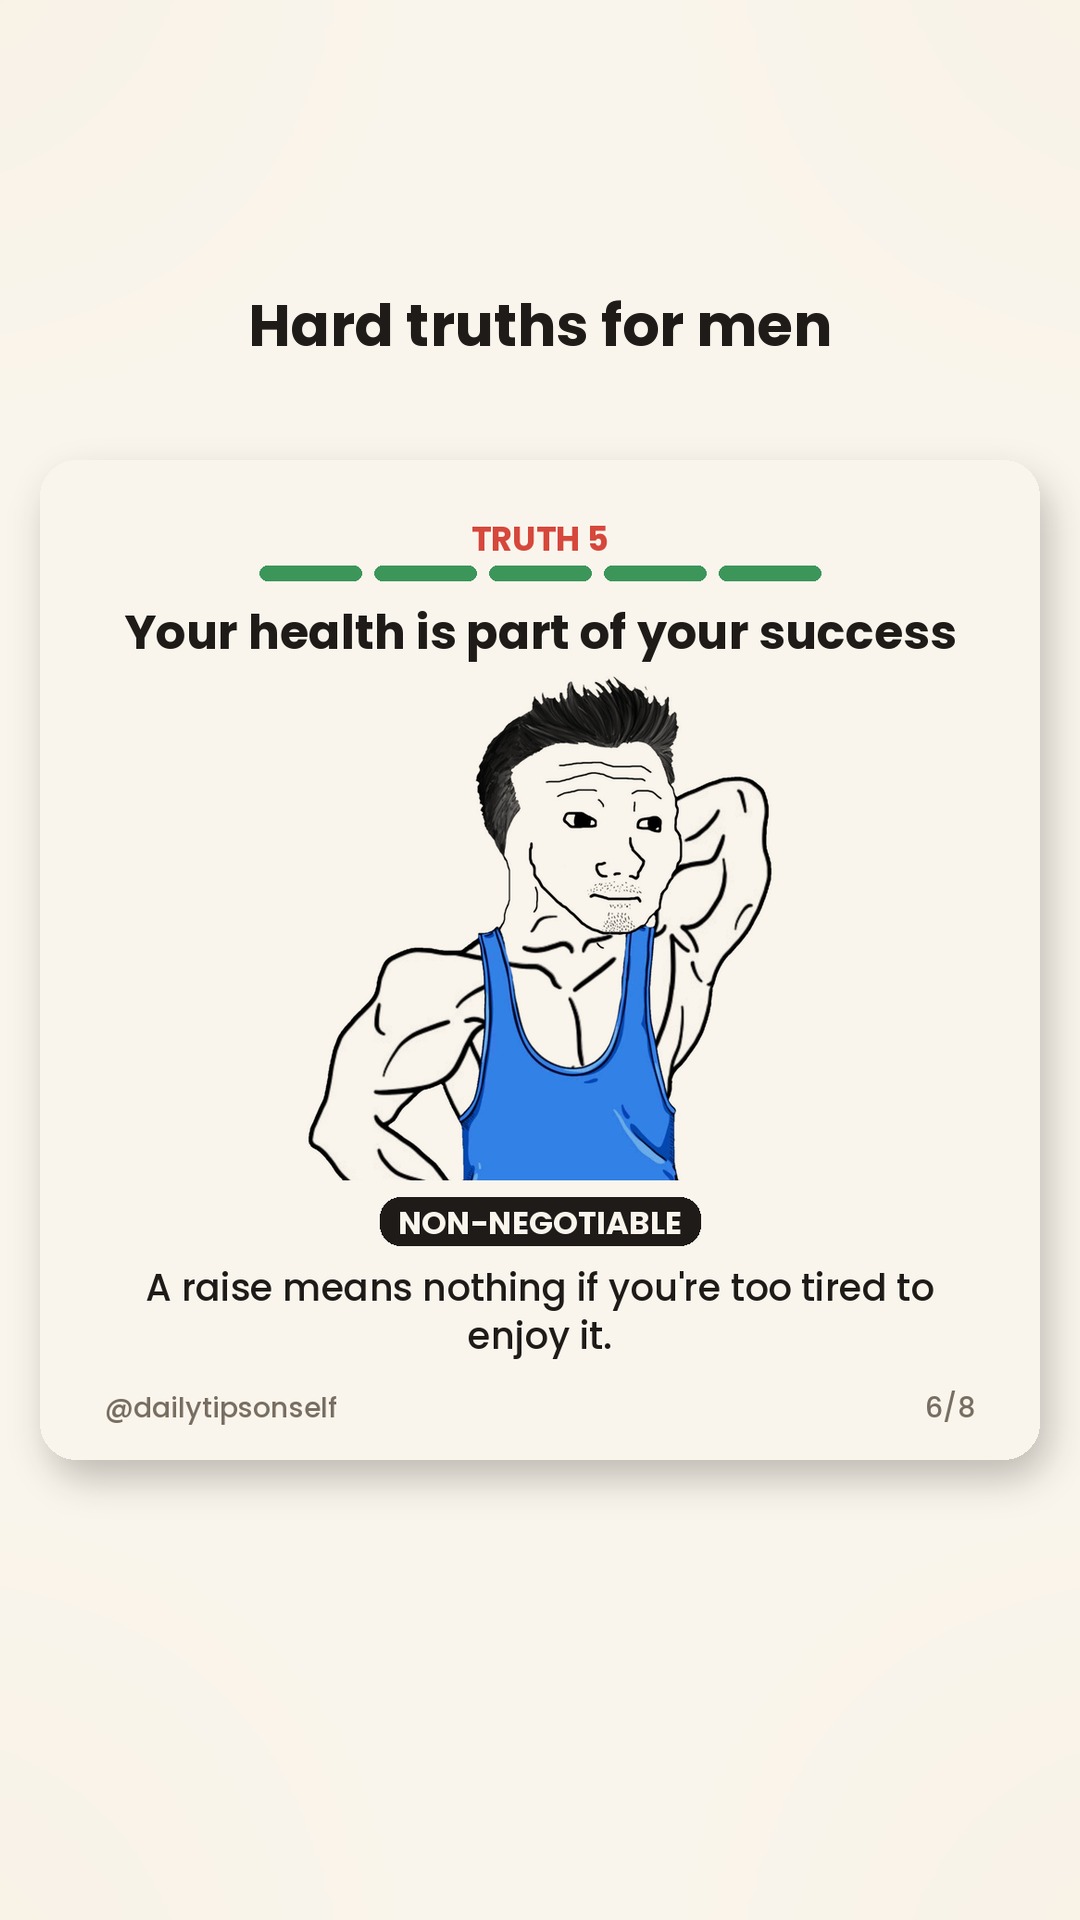 Hard truths for men
TRUTH 5
Your health is part of your success
NON-NEGOTIABLE
A raise means nothing if you're too tired to
enjoy it.
@dailytipsonself
6/8